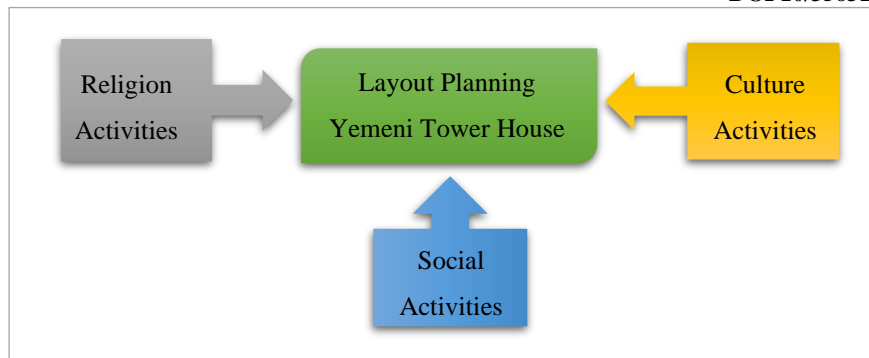 Religion
Activities
Layout Planning
Yemeni Tower House
Culture
Activities
Social
Activities